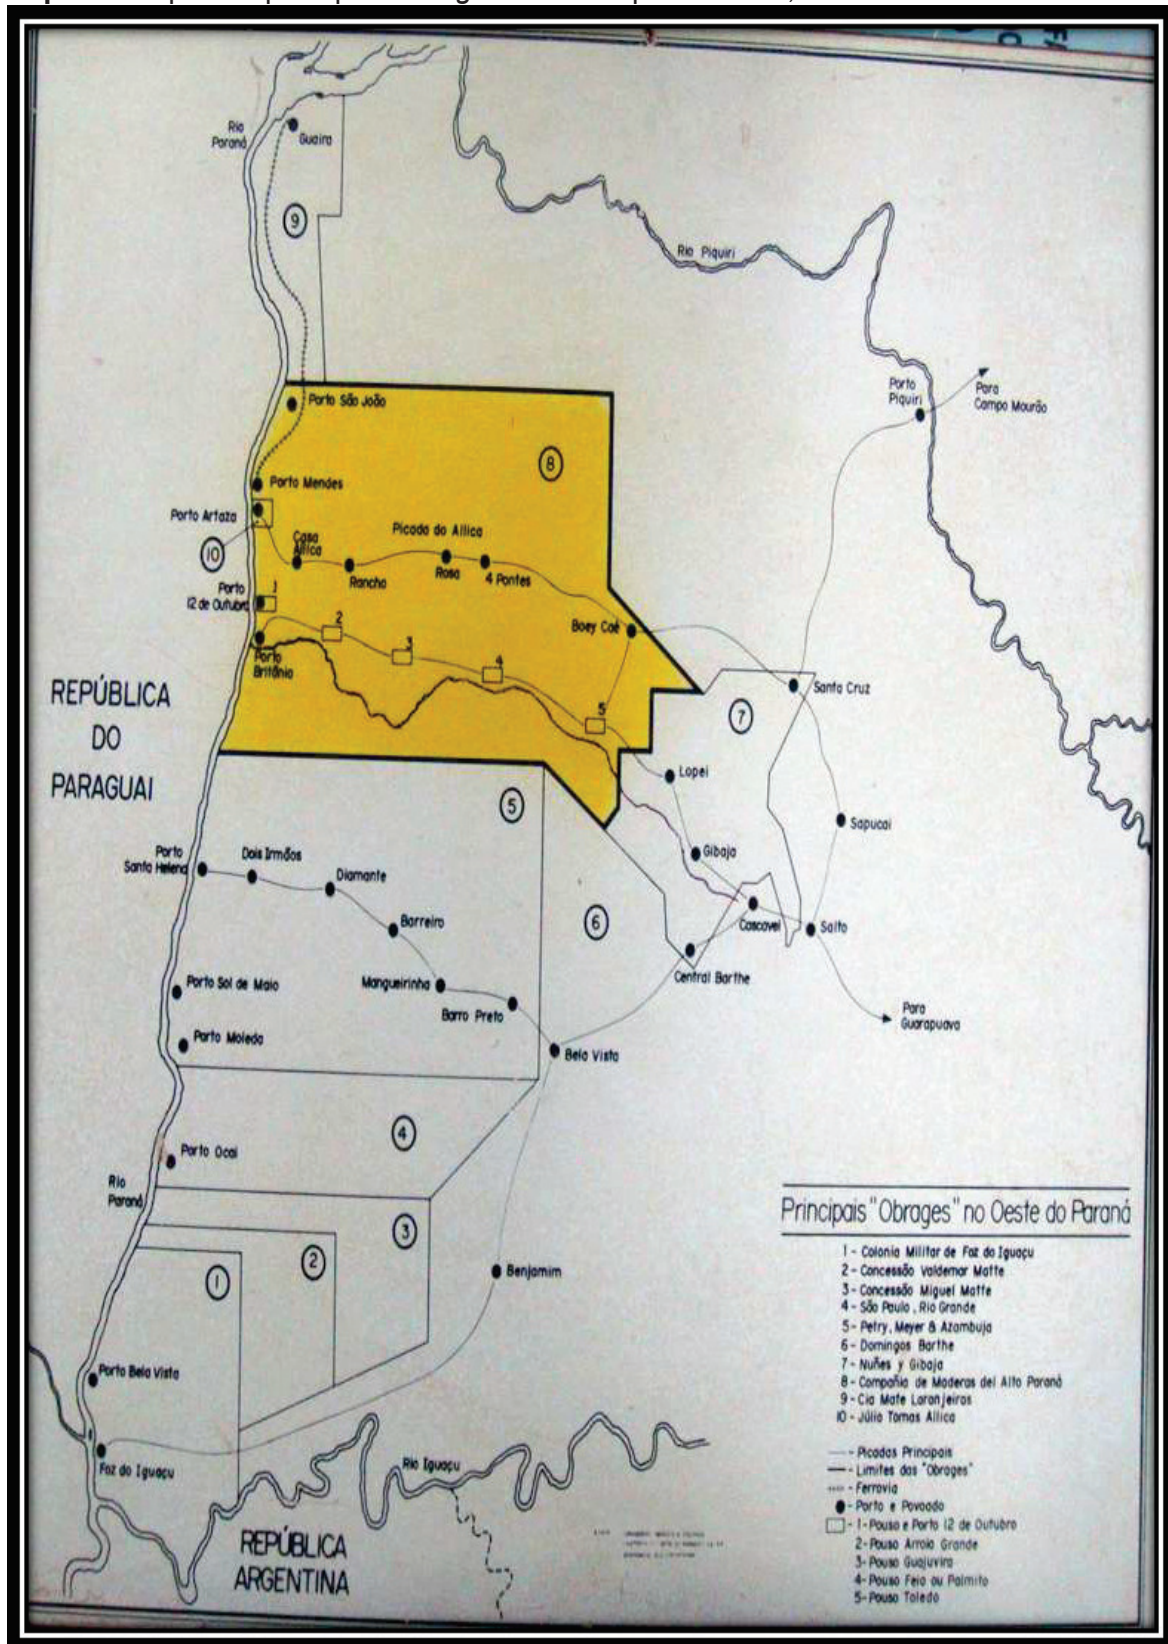 Rio
Paraná
Guaira
9
Rio Piquiri
Porto
Piquiri
Para
Campo Mourão
Porto São João
8
Porto Mendes
Porto Artaza
10
Casa
Allica
Rancho
Picada do Allica
Rosa
4 Pontes
Porto
12 de Outubro
1
2
3
4
5
Boey Caé
Porto
Britânia
Santa Cruz
7
REPÚBLICA
DO
PARAGUAI
Lopei
5
Sapucai
Gibaja
Porto
Santa Helena
Dois Irmãos
Diamante
Barreiro
6
Cascavel
Salto
Central Barthe
Mangueirinha
Barro Preto
Porto Sol de Maio
Porto Moleda
Para
Guarapuava
Bela Vista
4
Porto Ocoi
Rio
Paraná
3
2
1
Benjamim
Porto Bela Vista
Foz do Iguaçu
Rio Iguaçu
REPÚBLICA
ARGENTINA
Principais "Obrages" no Oeste do Paraná
1 - Colonia Militar de Foz do Iguaçu
2 - Concessão Valdemar Matte
3 - Concessão Miguel Matte
4 - São Paulo, Rio Grande
5 - Petry, Meyer & Azambuja
6 - Domingos Barthe
7 - Nuñes y Gibaja
8 - Compañia de Maderas del Alto Paraná
9 - Cia Mate Laranjeiras
10 - Júlio Tomas Allica
- Picadas Principais
- Limites das "Obrages"
- Ferrovia
- Porto e Povoado
- 1 - Pouso e Porto 12 de Outubro
2 - Pouso Arroio Grande
3 - Pouso Guajuvira
4 - Pouso Feio ou Palmito
5 - Pouso Toledo